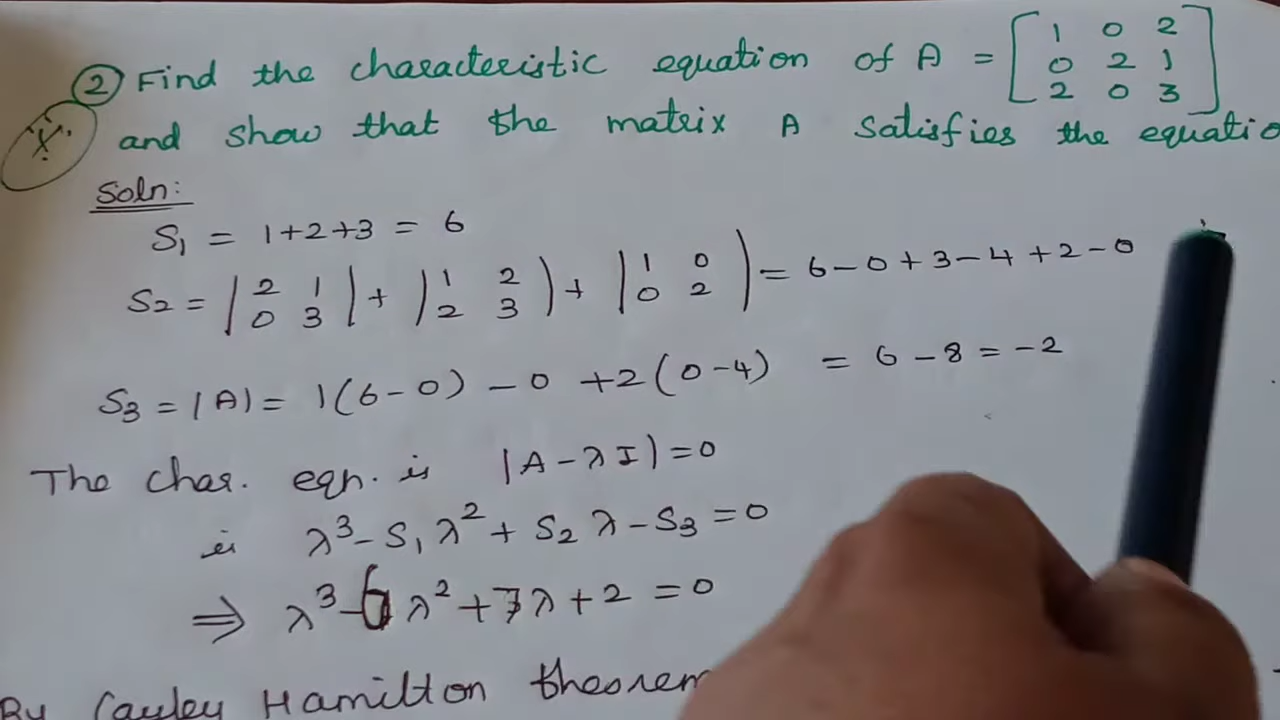 ② Find the characteristic equation of A = [1 0 2
0 2 1
2 0 3]
X and show that the matrix A satisfies the equatio
Soln:
S₁ = 1+2+3 = 6
S2 = |2 1| + |1 2| + |1 0| = 6-0+3-4+2-0
|0 3| |2 3| |0 2|
S3 = |A| = 1(6-0) -0 +2(0-4) = 6-8 = -2
The char. eqn. is |A-λI|=0
ie λ³-S₁λ²+S₂λ-S₃=0
⇒ λ³-6λ²+7λ+2=0
By Cayley Hamilton theorem